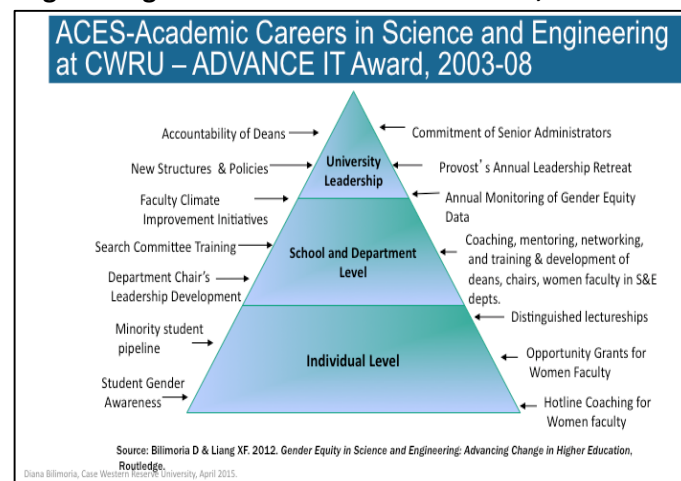 ACES-Academic Careers in Science and Engineering
at CWRU – ADVANCE IT Award, 2003-08
Accountability of Deans
New Structures & Policies
Faculty Climate
Improvement Initiatives
Search Committee Training
Department Chair's
Leadership Development
Minority student
pipeline
Student Gender
Awareness
University
Leadership
School and Department
Level
Individual Level
Commitment of Senior Administrators
Provost's Annual Leadership Retreat
Annual Monitoring of Gender Equity
Data
Coaching, mentoring, networking,
and training & development of
deans, chairs, women faculty in S&E
depts.
Distinguished lectureships
Opportunity Grants for
Women Faculty
Hotline Coaching for
Women faculty
Source: Bilimoria D & Liang XF. 2012. Gender Equity in Science and Engineering: Advancing Change in Higher Education,
Routledge.
Diana Bilimoria, Case Western Reserve University, April 2015.